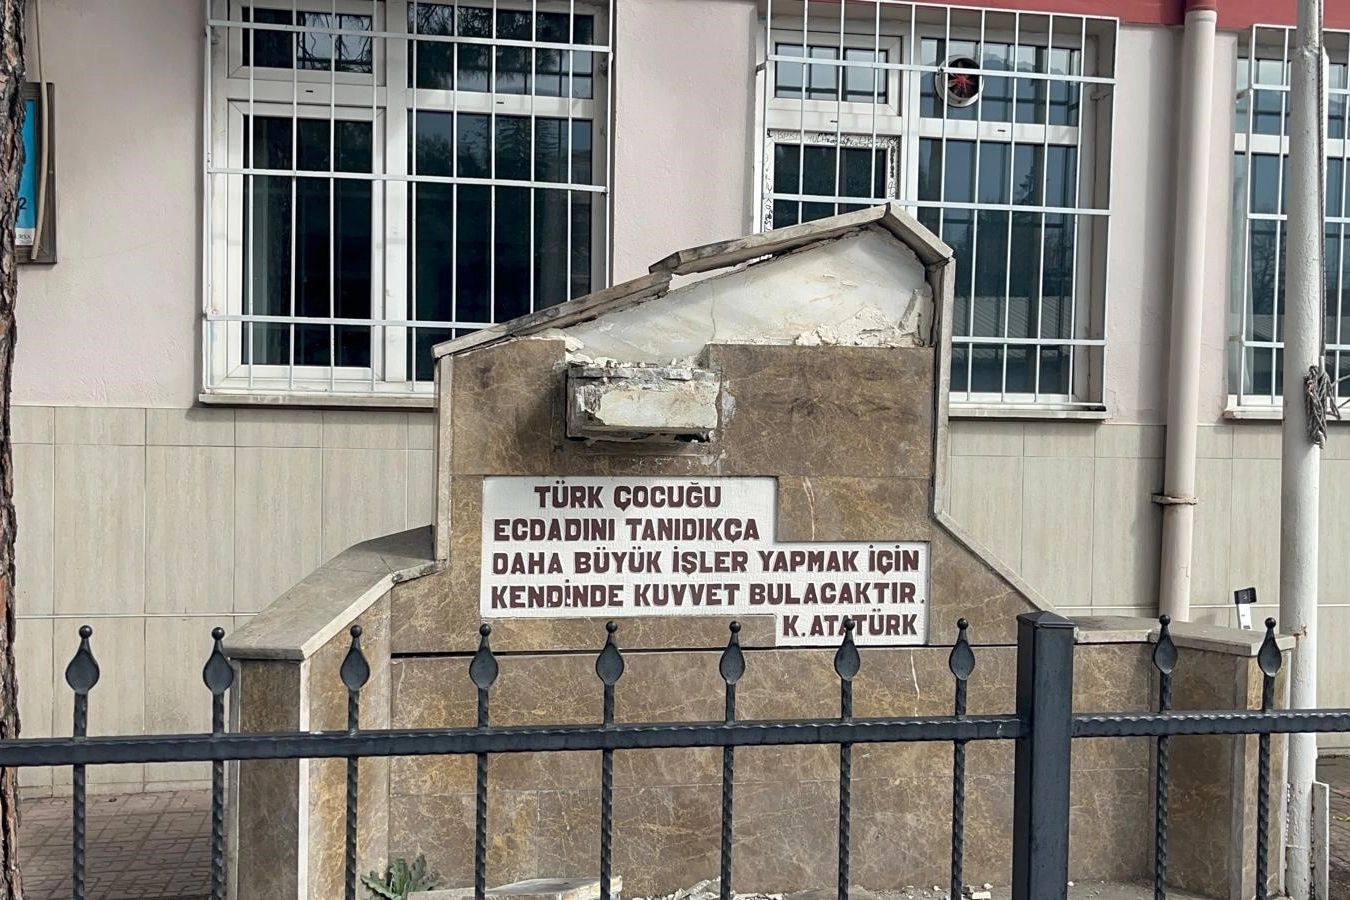 TÜRK ÇOCUĞU
ECDADINI TANIDIKÇA
DAHA BÜYÜK İŞLER YAPMAK İÇİN
KENDİNDE KUVVET BULACAKTIR.
K. ATATÜRK